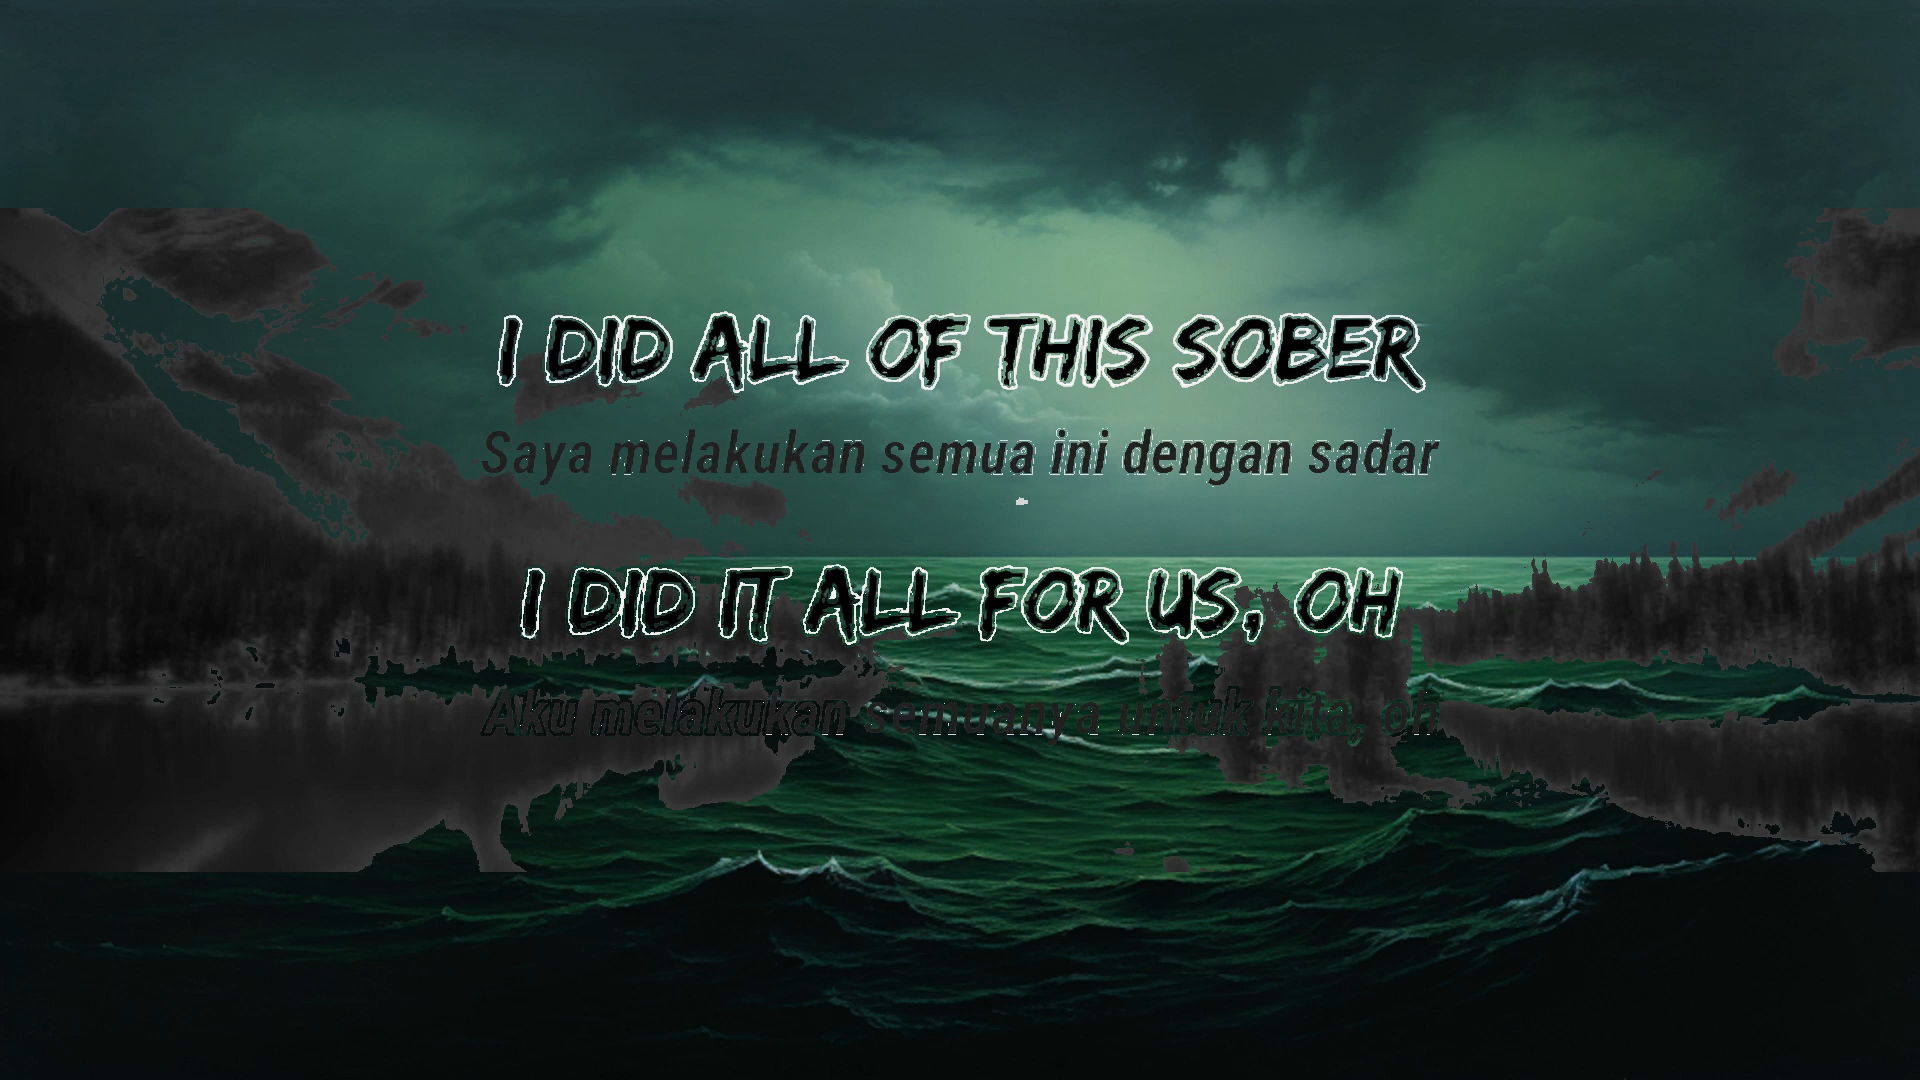 I DID ALL OF THIS SOBER
Saya melakukan semua ini dengan sadar
I DID IT ALL FOR US, OH
Aku melakukan semuanya untuk kita, oh